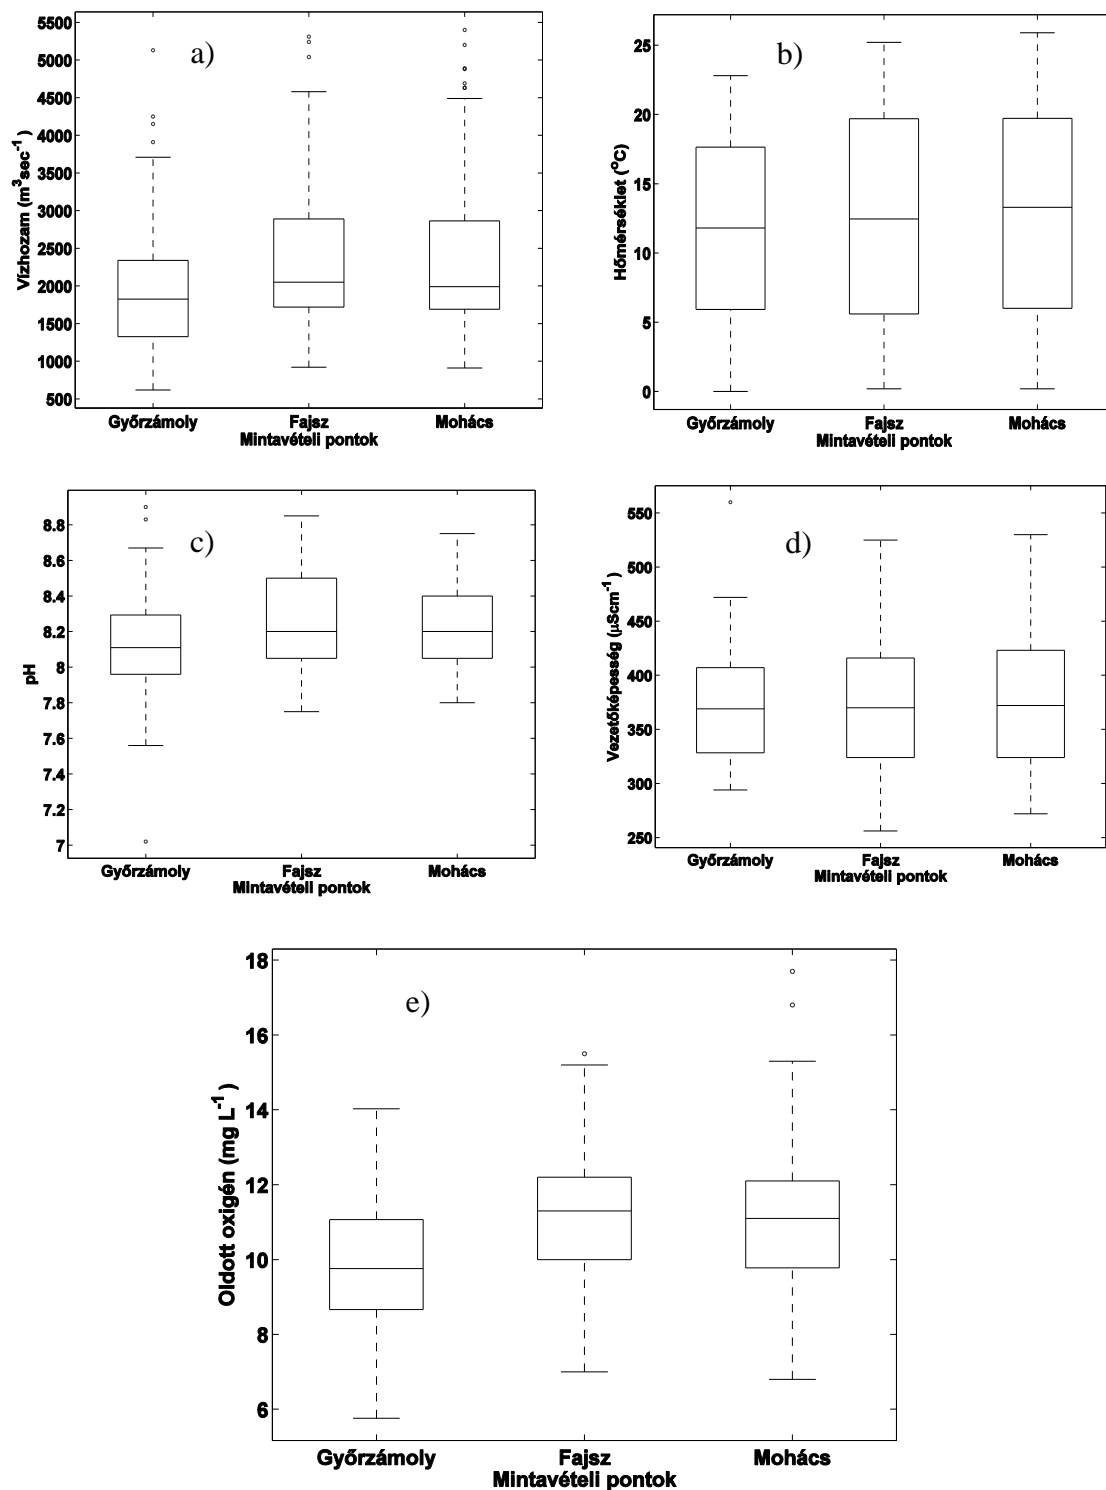 a)
Vízhozam (m³sec⁻¹)
5500
5000
4500
4000
3500
3000
2500
2000
1500
1000
500
Győrzámoly Fajsz Mohács
Mintavételi pontok
b)
Hőmérséklet (°C)
25
20
15
10
5
0
Győrzámoly Fajsz Mohács
Mintavételi pontok
c)
pH
8.8
8.6
8.4
8.2
8
7.8
7.6
7.4
7.2
7
Győrzámoly Fajsz Mohács
Mintavételi pontok
d)
Vezetőképesség (µScm⁻¹)
550
500
450
400
350
300
250
Győrzámoly Fajsz Mohács
Mintavételi pontok
e)
Oldott oxigén (mg L⁻¹)
18
16
14
12
10
8
6
Győrzámoly Fajsz Mohács
Mintavételi pontok